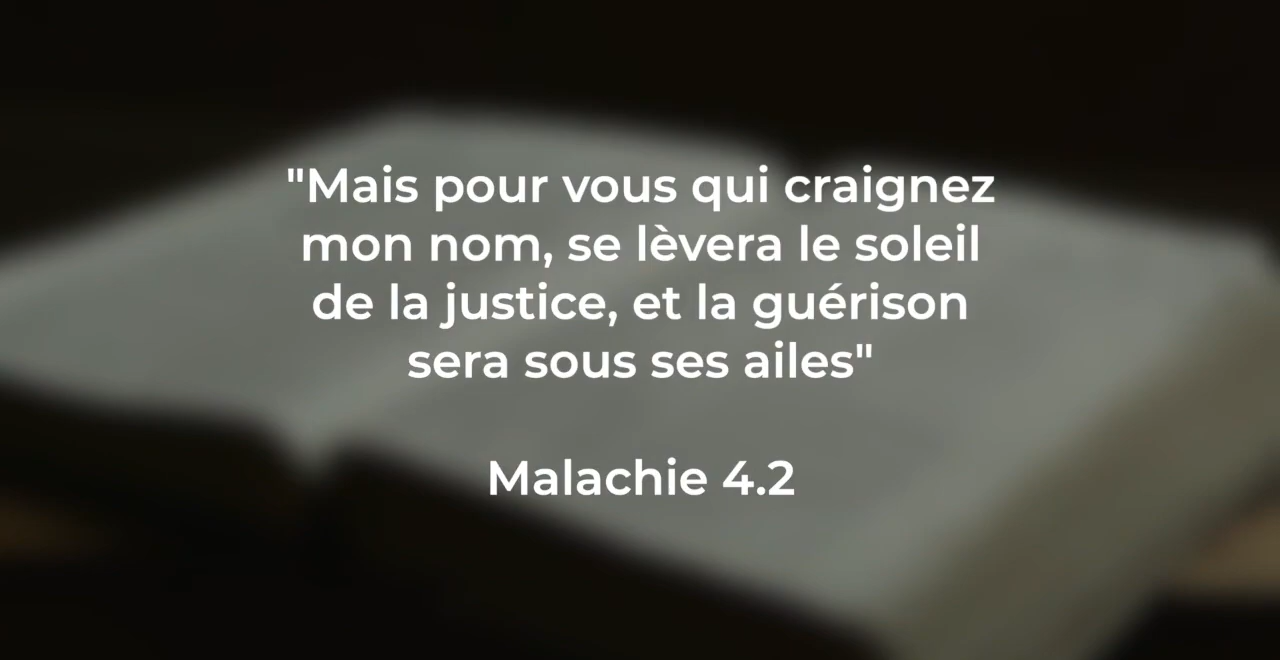 "Mais pour vous qui craignez
mon nom, se lèvera le soleil
de la justice, et la guérison
sera sous ses ailes"
Malachie 4.2